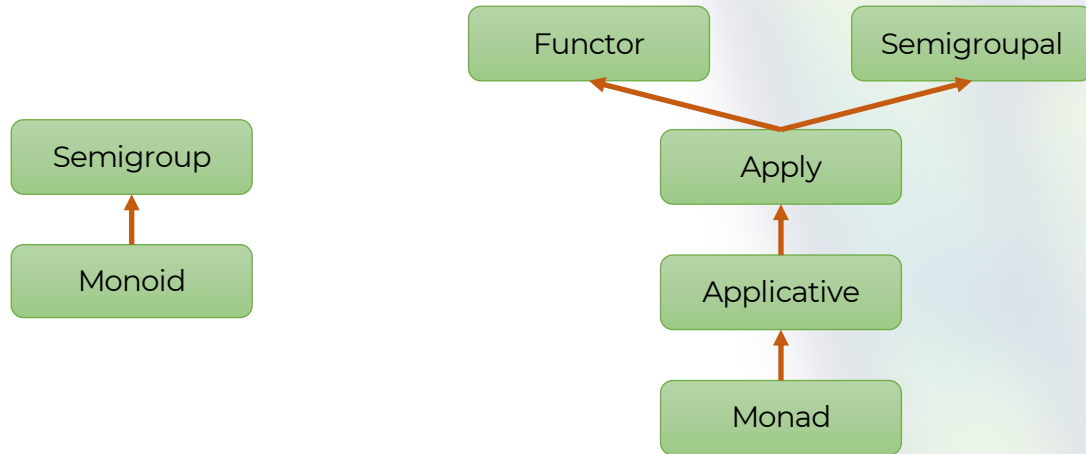 Functor
Semigroupal
Semigroup
Apply
Monoid
Applicative
Monad